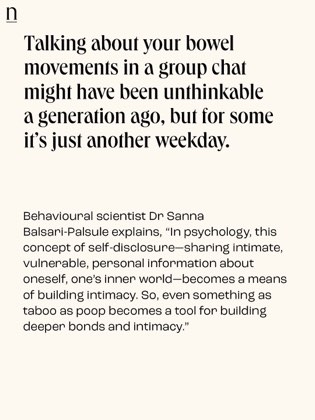 n
Talking about your bowel
movements in a group chat
might have been unthinkable
a generation ago, but for some
it's just another weekday.
Behavioural scientist Dr Sanna
Balsari-Palsule explains, “In psychology, this
concept of self-disclosure—sharing intimate,
vulnerable, personal information about
oneself, one's inner world—becomes a means
of building intimacy. So, even something as
taboo as poop becomes a tool for building
deeper bonds and intimacy.”